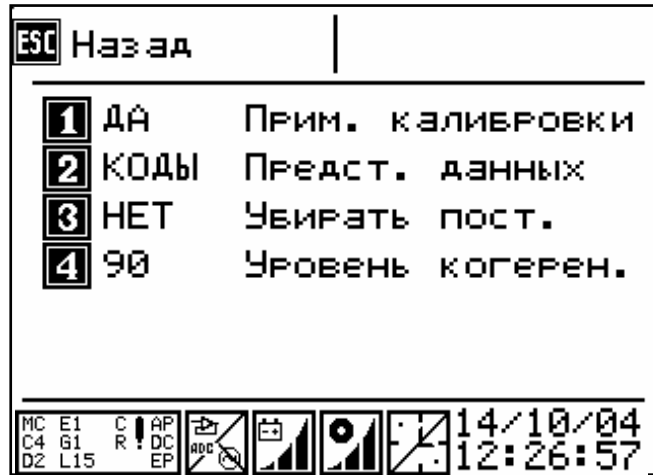 ESC Назад
1 ДА Прим. калибровки
2 КОДЫ Предст. данных
3 НЕТ Убирать пост.
4 90 Уровень когерен.
MC E1 C AP 14/10/04
C4 G1 R DC ADC 12:26:57
D2 L15 EP